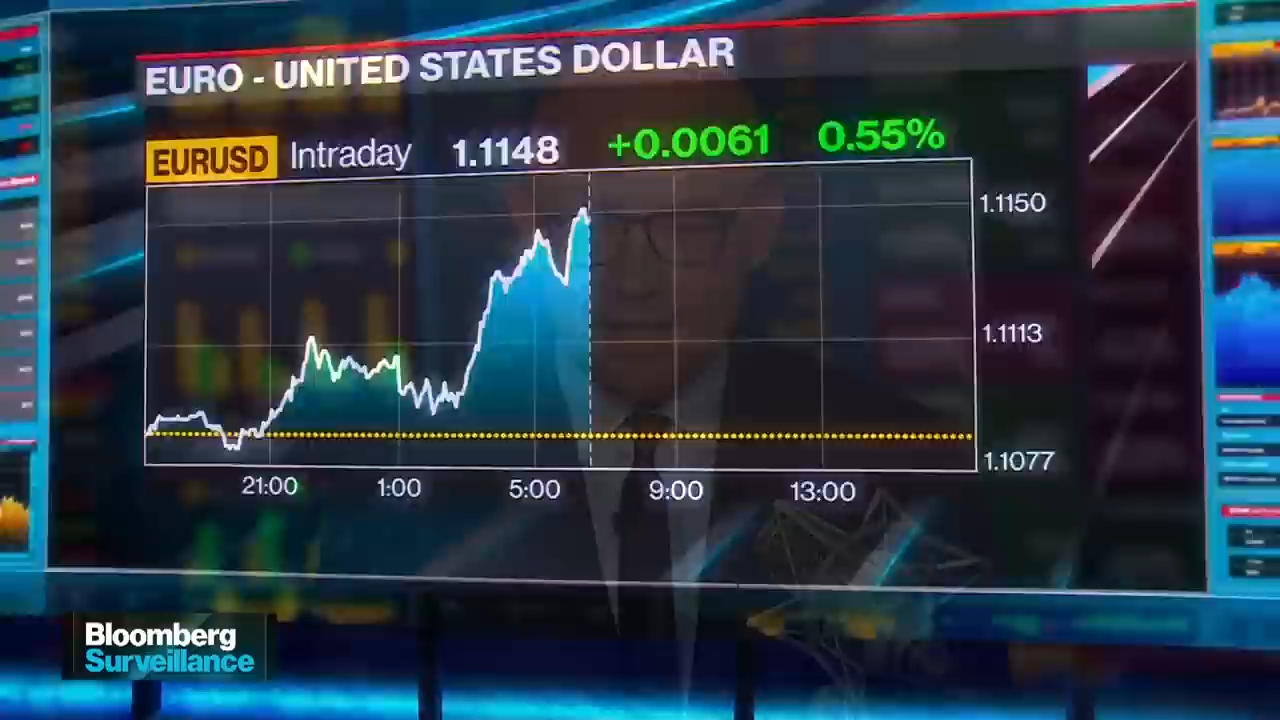 EURO - UNITED STATES DOLLAR
EURUSD Intraday 1.1148 +0.0061 0.55%
1.1150
1.1113
1.1077
21:00 1:00 5:00 9:00 13:00
Bloomberg
Surveillance